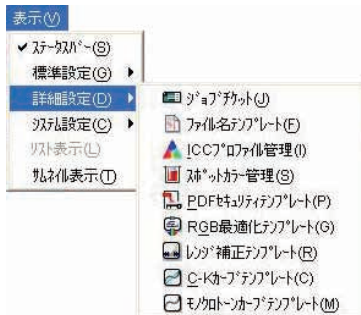 表示(V)
ｽﾃｰﾀｽﾊﾞｰ(S)
標準設定(G)
詳細設定(D)
ｼｽﾃﾑ設定(C)
ﾘｽﾄ表示(L)
ｻﾑﾈｲﾙ表示(T)
ｼﾞｮﾌﾞﾁｹｯﾄ(J)
ﾌｧｲﾙ名ﾃﾝﾌﾟﾚｰﾄ(F)
ICCﾌﾟﾛﾌｧｲﾙ管理(I)
ｽﾎﾟｯﾄｶﾗｰ管理(S)
PDFｾｷｭﾘﾃｨﾃﾝﾌﾟﾚｰﾄ(P)
RGB最適化ﾃﾝﾌﾟﾚｰﾄ(G)
ﾚﾝｼﾞ補正ﾃﾝﾌﾟﾚｰﾄ(R)
C-Kｶｰﾌﾞﾃﾝﾌﾟﾚｰﾄ(C)
ﾓﾉｸﾛﾄｰﾝｶｰﾌﾞﾃﾝﾌﾟﾚｰﾄ(M)